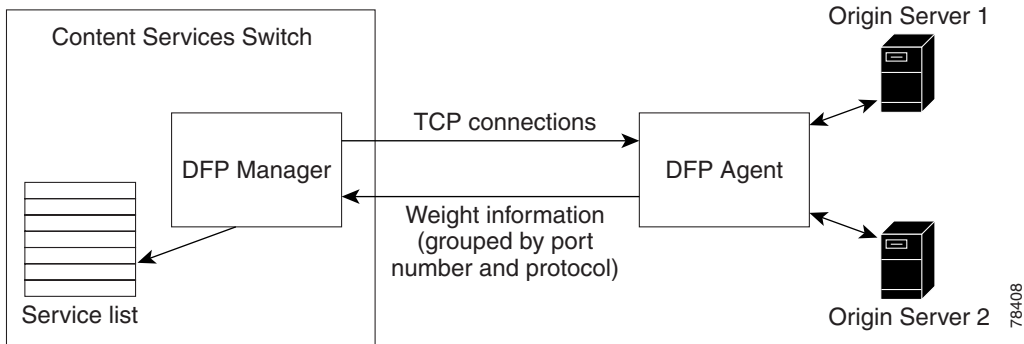 Content Services Switch
Origin Server 1
TCP connections
DFP Manager
DFP Agent
Weight information
(grouped by port
number and protocol)
Service list
Origin Server 2
78408